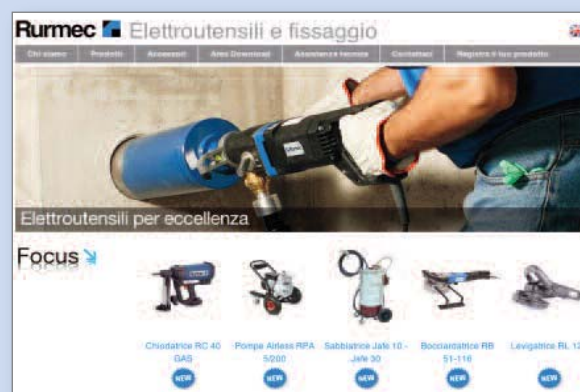 Rurmec Elettroutensili e fissaggio
Chi siamo Prodotti Accessori Area Download Assistenza tecnica Contattaci Registra il tuo prodotto
Elettroutensili per eccellenza
Focus
Chiodatrice RC 40 GAS
Pompe Airless RPA 5/200
Sabbiatrice Jafe 10 - Jafe 30
Bocciardatrice RB 51-116
Levigatrice RL 12
NEW NEW NEW NEW NEW